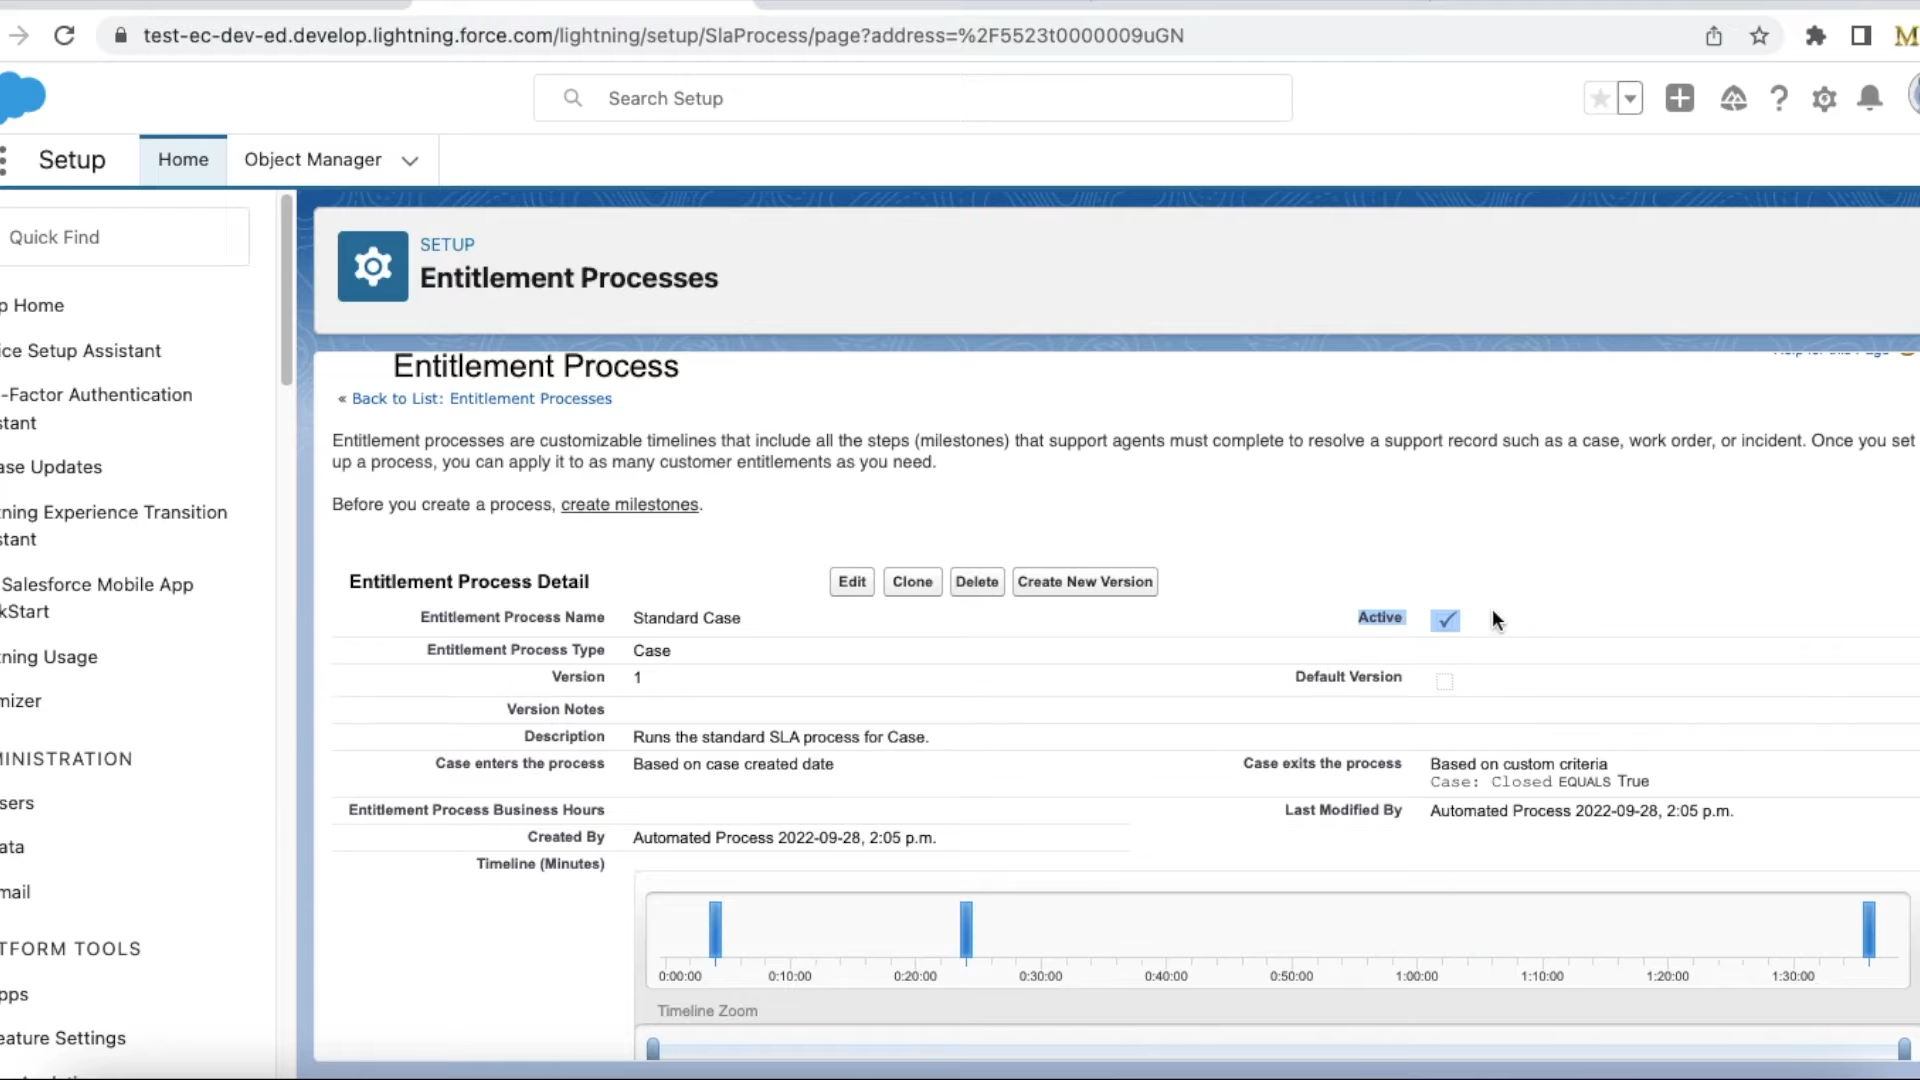 test-ec-dev-ed.develop.lightning.force.com/lightning/setup/SlaProcess/page?address=%2F5523t0000009uGN
M
Search Setup
Setup
Home
Object Manager
Quick Find
p Home
ice Setup Assistant
-Factor Authentication
stant
ase Updates
tning Experience Transition
stant
Salesforce Mobile App
kStart
tning Usage
mizer
MINISTRATION
sers
ata
mail
TFORM TOOLS
pps
eature Settings
SETUP
Entitlement Processes
Entitlement Process
« Back to List: Entitlement Processes
Entitlement processes are customizable timelines that include all the steps (milestones) that support agents must complete to resolve a support record such as a case, work order, or incident. Once you set
up a process, you can apply it to as many customer entitlements as you need.
Before you create a process, create milestones.
Entitlement Process Detail
Edit
Clone
Delete
Create New Version
Entitlement Process Name Standard Case
Active
Entitlement Process Type Case
Version 1
Default Version
Version Notes
Description Runs the standard SLA process for Case.
Case enters the process Based on case created date
Case exits the process Based on custom criteria
Case: Closed EQUALS True
Entitlement Process Business Hours
Last Modified By Automated Process 2022-09-28, 2:05 p.m.
Created By Automated Process 2022-09-28, 2:05 p.m.
Timeline (Minutes)
0:00:00 0:10:00 0:20:00 0:30:00 0:40:00 0:50:00 1:00:00 1:10:00 1:20:00 1:30:00
Timeline Zoom